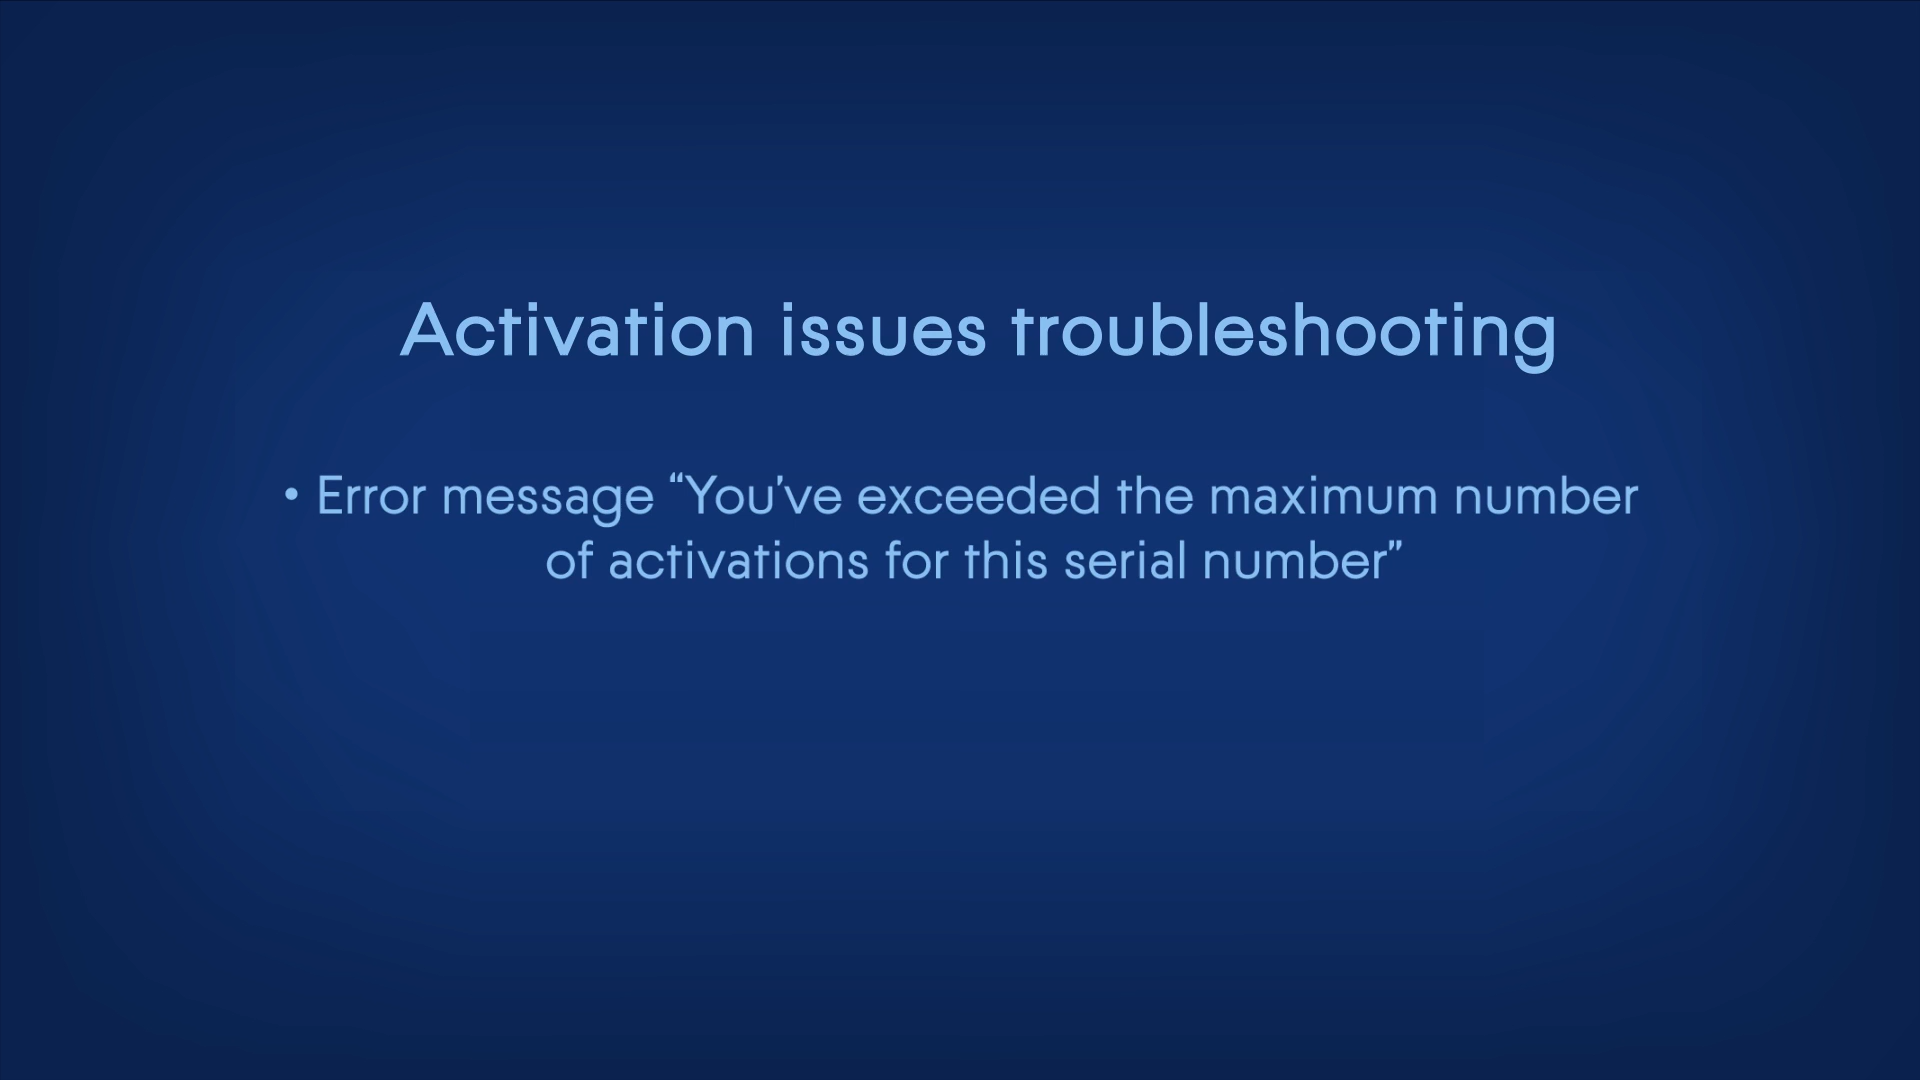 Activation issues troubleshooting
• Error message “You’ve exceeded the maximum number
of activations for this serial number”